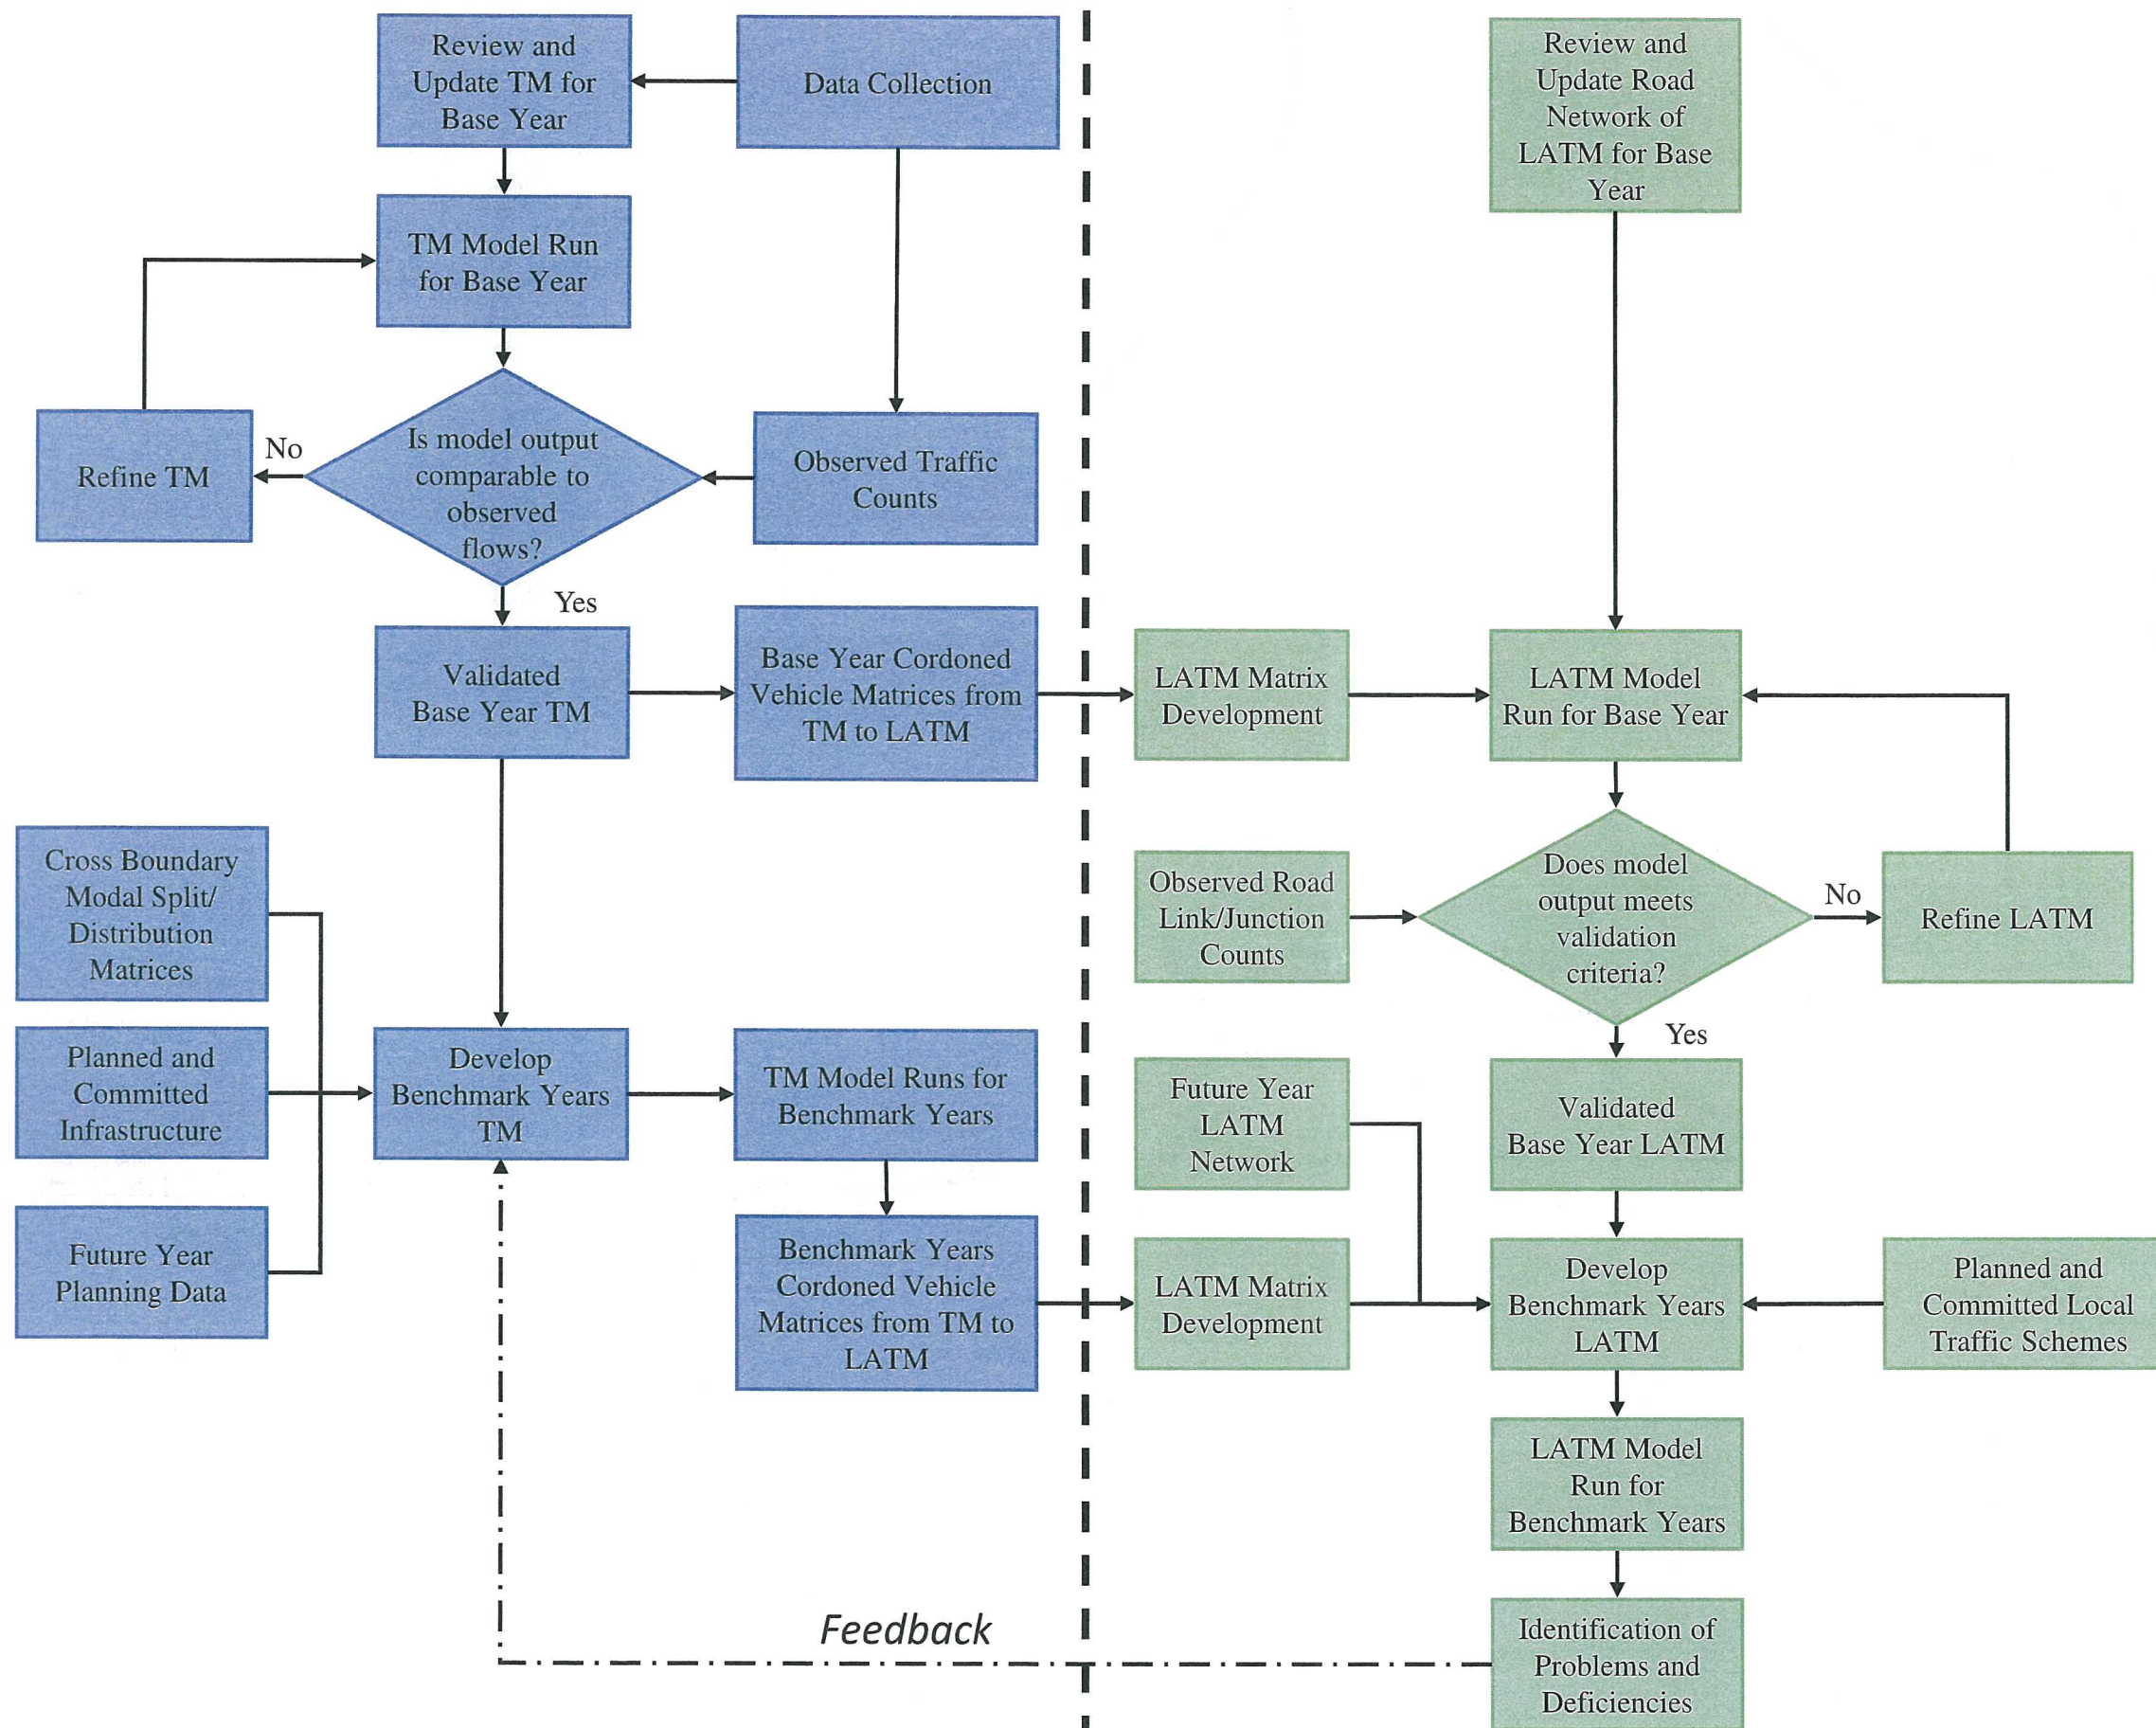 Review and
Update TM for
Base Year
Data Collection
TM Model Run
for Base Year
Is model output
comparable to
observed
flows?
No
Refine TM
Observed Traffic
Counts
Yes
Validated
Base Year TM
Base Year Cordoned
Vehicle Matrices from
TM to LATM
Cross Boundary
Modal Split/
Distribution
Matrices
Planned and
Committed
Infrastructure
Future Year
Planning Data
Develop
Benchmark Years
TM
TM Model Runs for
Benchmark Years
Benchmark Years
Cordoned Vehicle
Matrices from TM to
LATM
Feedback
Review and
Update Road
Network of
LATM for Base
Year
LATM Matrix
Development
LATM Model
Run for Base Year
Observed Road
Link/Junction
Counts
Does model
output meets
validation
criteria?
No
Refine LATM
Yes
Future Year
LATM
Network
Validated
Base Year LATM
LATM Matrix
Development
Develop
Benchmark Years
LATM
Planned and
Committed Local
Traffic Schemes
LATM Model
Run for
Benchmark Years
Identification of
Problems and
Deficiencies